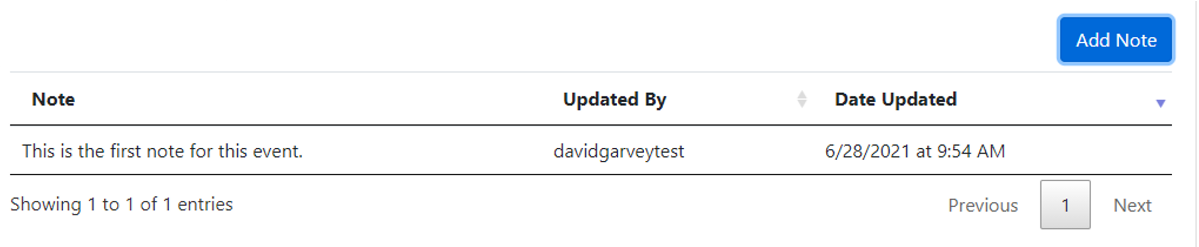 Add Note
Note Updated By Date Updated
This is the first note for this event. davidgarveytest 6/28/2021 at 9:54 AM
Showing 1 to 1 of 1 entries Previous 1 Next